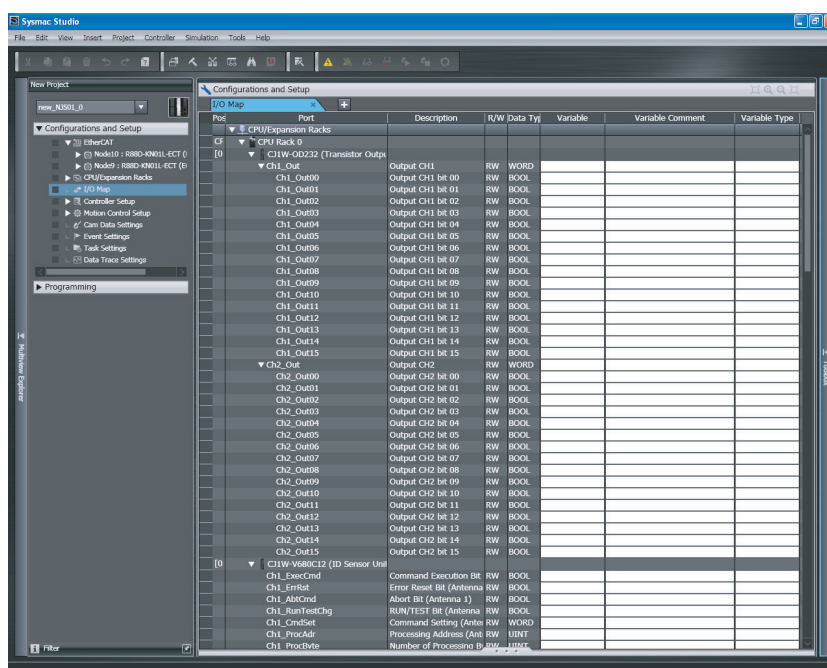 Sysmac Studio
File Edit View Insert Project Controller Simulation Tools Help
New Project
new_NJ501_0
Configurations and Setup
EtherCAT
Node10 : R88D-KN01L-ECT (
Node9 : R88D-KN01L-ECT (E
CPU/Expansion Racks
I/O Map
Controller Setup
Motion Control Setup
Cam Data Settings
Event Settings
Task Settings
Data Trace Settings
Programming
Filter
Multiview Explorer
Configurations and Setup
I/O Map
Pos Port Description R/W Data Typ Variable Variable Comment Variable Type
CPU/Expansion Racks
CPU Rack 0
[0 CJ1W-OD232 (Transistor Outpu
Ch1_Out Output CH1 RW WORD
Ch1_Out00 Output CH1 bit 00 RW BOOL
Ch1_Out01 Output CH1 bit 01 RW BOOL
Ch1_Out02 Output CH1 bit 02 RW BOOL
Ch1_Out03 Output CH1 bit 03 RW BOOL
Ch1_Out04 Output CH1 bit 04 RW BOOL
Ch1_Out05 Output CH1 bit 05 RW BOOL
Ch1_Out06 Output CH1 bit 06 RW BOOL
Ch1_Out07 Output CH1 bit 07 RW BOOL
Ch1_Out08 Output CH1 bit 08 RW BOOL
Ch1_Out09 Output CH1 bit 09 RW BOOL
Ch1_Out10 Output CH1 bit 10 RW BOOL
Ch1_Out11 Output CH1 bit 11 RW BOOL
Ch1_Out12 Output CH1 bit 12 RW BOOL
Ch1_Out13 Output CH1 bit 13 RW BOOL
Ch1_Out14 Output CH1 bit 14 RW BOOL
Ch1_Out15 Output CH1 bit 15 RW BOOL
Ch2_Out Output CH2 RW WORD
Ch2_Out00 Output CH2 bit 00 RW BOOL
Ch2_Out01 Output CH2 bit 01 RW BOOL
Ch2_Out02 Output CH2 bit 02 RW BOOL
Ch2_Out03 Output CH2 bit 03 RW BOOL
Ch2_Out04 Output CH2 bit 04 RW BOOL
Ch2_Out05 Output CH2 bit 05 RW BOOL
Ch2_Out06 Output CH2 bit 06 RW BOOL
Ch2_Out07 Output CH2 bit 07 RW BOOL
Ch2_Out08 Output CH2 bit 08 RW BOOL
Ch2_Out09 Output CH2 bit 09 RW BOOL
Ch2_Out10 Output CH2 bit 10 RW BOOL
Ch2_Out11 Output CH2 bit 11 RW BOOL
Ch2_Out12 Output CH2 bit 12 RW BOOL
Ch2_Out13 Output CH2 bit 13 RW BOOL
Ch2_Out14 Output CH2 bit 14 RW BOOL
Ch2_Out15 Output CH2 bit 15 RW BOOL
[0 CJ1W-V680C12 (ID Sensor Unit
Ch1_ExecCmd Command Execution Bit RW BOOL
Ch1_ErrRst Error Reset Bit (Antenna RW BOOL
Ch1_AbtCmd Abort Bit (Antenna 1) RW BOOL
Ch1_RunTestChg RUN/TEST Bit (Antenna RW BOOL
Ch1_CmdSet Command Setting (Anter RW WORD
Ch1_ProcAdr Processing Address (Ant RW UINT
Ch1_ProcByte Number of Processing B RW UINT